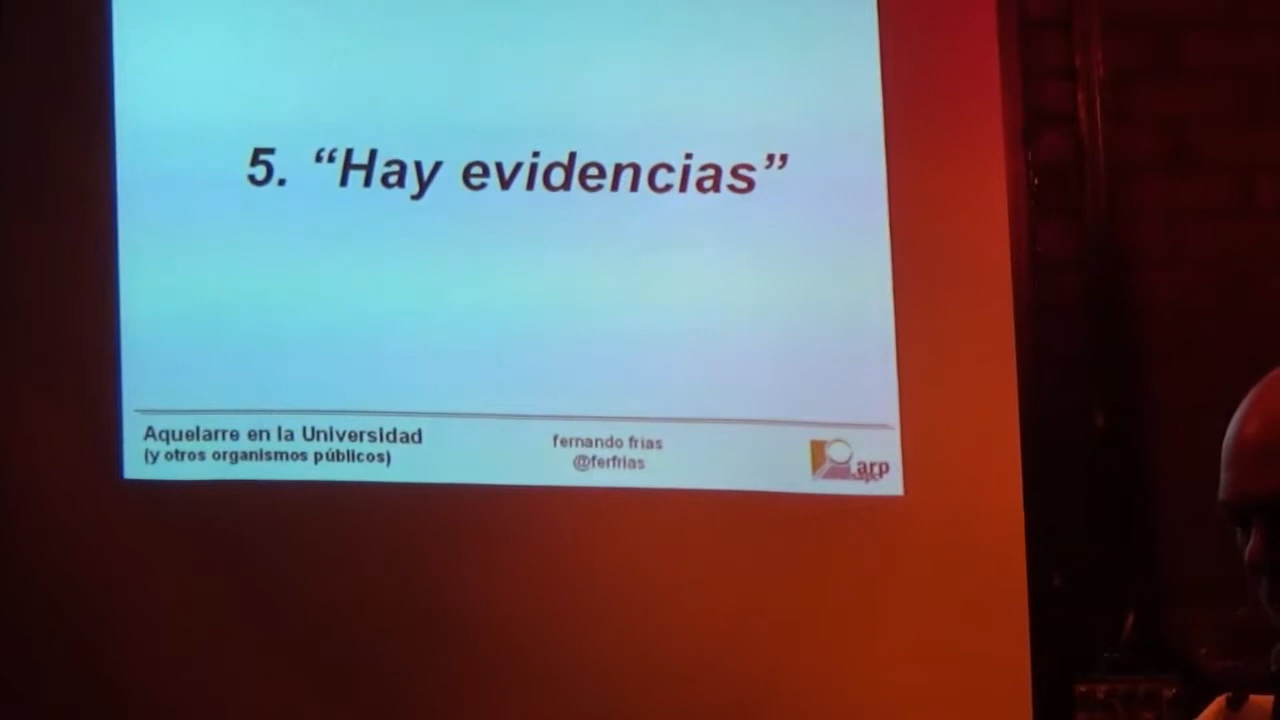 5. “Hay evidencias”
Aquelarre en la Universidad
(y otros organismos públicos)
fernando frias
@ferfrias
arp